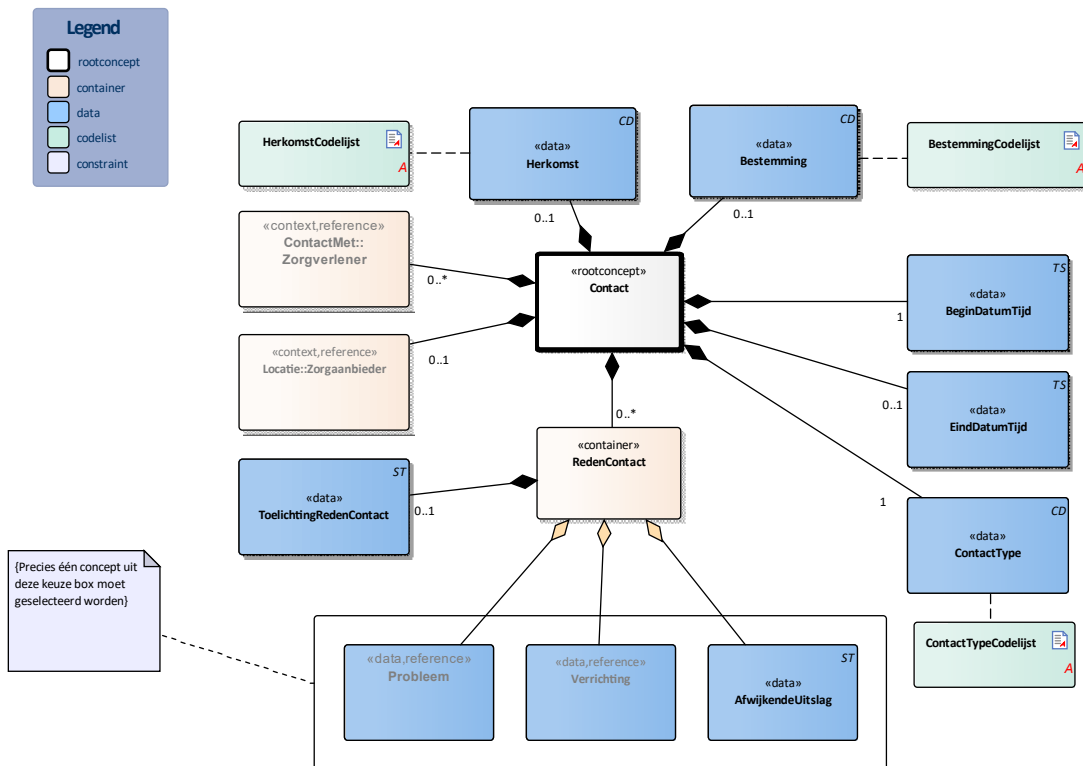 Legend
rootconcept
container
data
codelist
constraint
HerkomstCodelijst
A
CD
«data»
Herkomst
CD
«data»
Bestemming
BestemmingCodelijst
A
0..1
0..1
«context,reference»
ContactMet::
Zorgverlener
0..*
«rootconcept»
Contact
TS
«data»
BeginDatumTijd
1
«context,reference»
Locatie::Zorgaanbieder
0..1
TS
«data»
EindDatumTijd
0..1
0..*
«container»
RedenContact
ST
«data»
ToelichtingRedenContact
0..1
1
CD
«data»
ContactType
{Precies één concept uit
deze keuze box moet
geselecteerd worden}
ContactTypeCodelijst
A
«data,reference»
Probleem
«data,reference»
Verrichting
ST
«data»
AfwijkendeUitslag